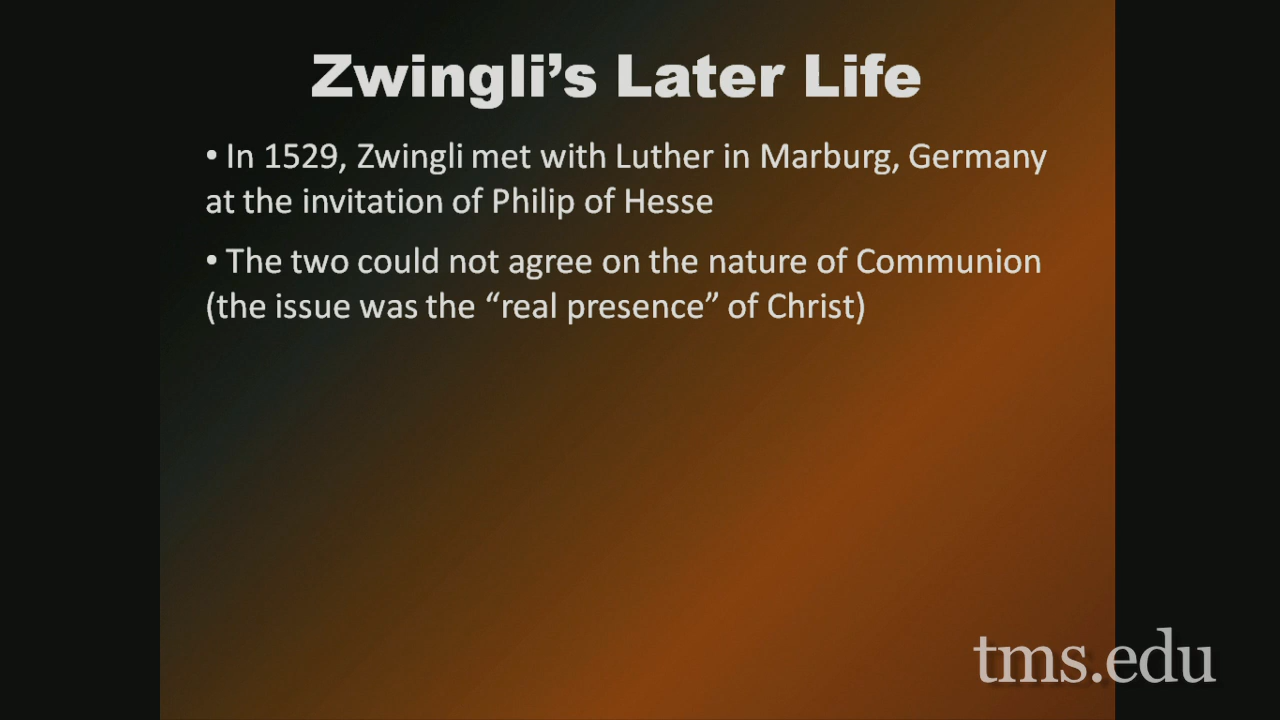 Zwingli’s Later Life
• In 1529, Zwingli met with Luther in Marburg, Germany
at the invitation of Philip of Hesse
• The two could not agree on the nature of Communion
(the issue was the “real presence” of Christ)
tms.edu